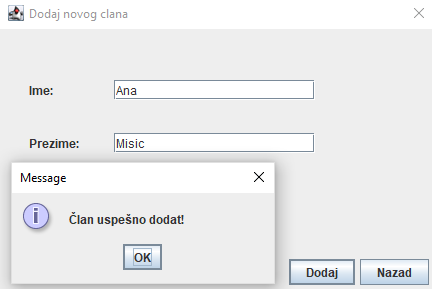 Dodaj novog clana
Ime:
Ana
Prezime:
Misic
Message
Član uspešno dodat!
OK
Dodaj
Nazad